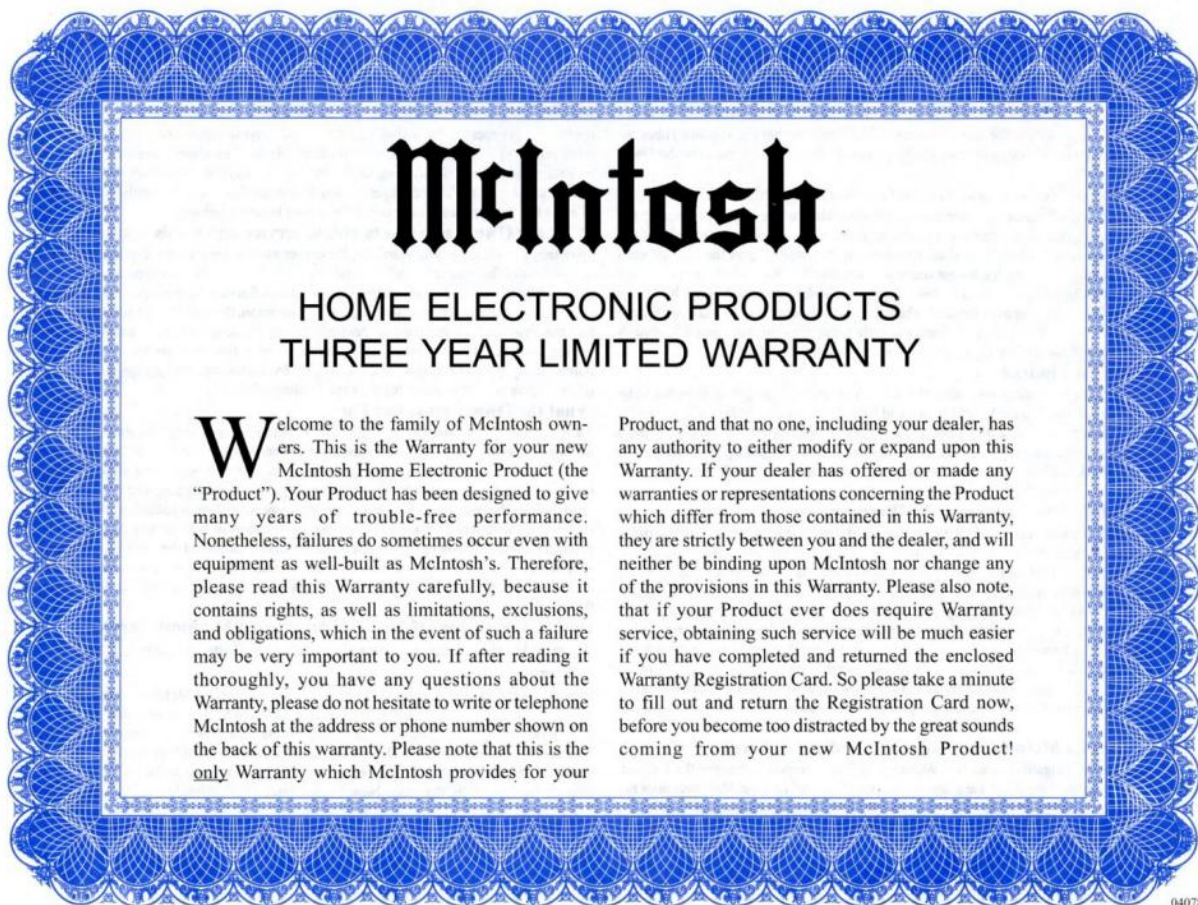 McIntosh
HOME ELECTRONIC PRODUCTS
THREE YEAR LIMITED WARRANTY
Welcome to the family of McIntosh own-
ers. This is the Warranty for your new
McIntosh Home Electronic Product (the
“Product”). Your Product has been designed to give
many years of trouble-free performance.
Nonetheless, failures do sometimes occur even with
equipment as well-built as McIntosh’s. Therefore,
please read this Warranty carefully, because it
contains rights, as well as limitations, exclusions,
and obligations, which in the event of such a failure
may be very important to you. If after reading it
thoroughly, you have any questions about the
Warranty, please do not hesitate to write or telephone
McIntosh at the address or phone number shown on
the back of this warranty. Please note that this is the
only Warranty which McIntosh provides for your
Product, and that no one, including your dealer, has
any authority to either modify or expand upon this
Warranty. If your dealer has offered or made any
warranties or representations concerning the Product
which differ from those contained in this Warranty,
they are strictly between you and the dealer, and will
neither be binding upon McIntosh nor change any
of the provisions in this Warranty. Please also note,
that if your Product ever does require Warranty
service, obtaining such service will be much easier
if you have completed and returned the enclosed
Warranty Registration Card. So please take a minute
to fill out and return the Registration Card now,
before you become too distracted by the great sounds
coming from your new McIntosh Product!